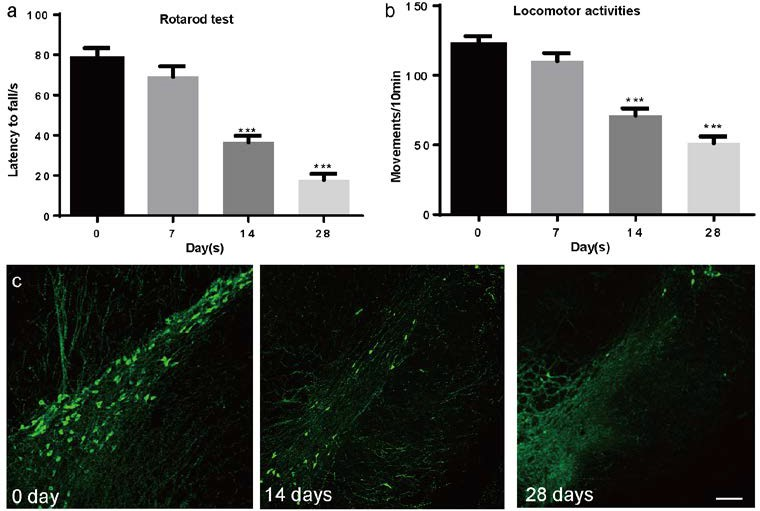 a
Rotarod test
Latency to fall/s
100
80
60
40
20
0
***
***
0 7 14 28
Day(s)
b
Locomotor activities
Movements/10min
150
100
50
0
***
***
0 7 14 28
Day(s)
c
0 day
14 days
28 days